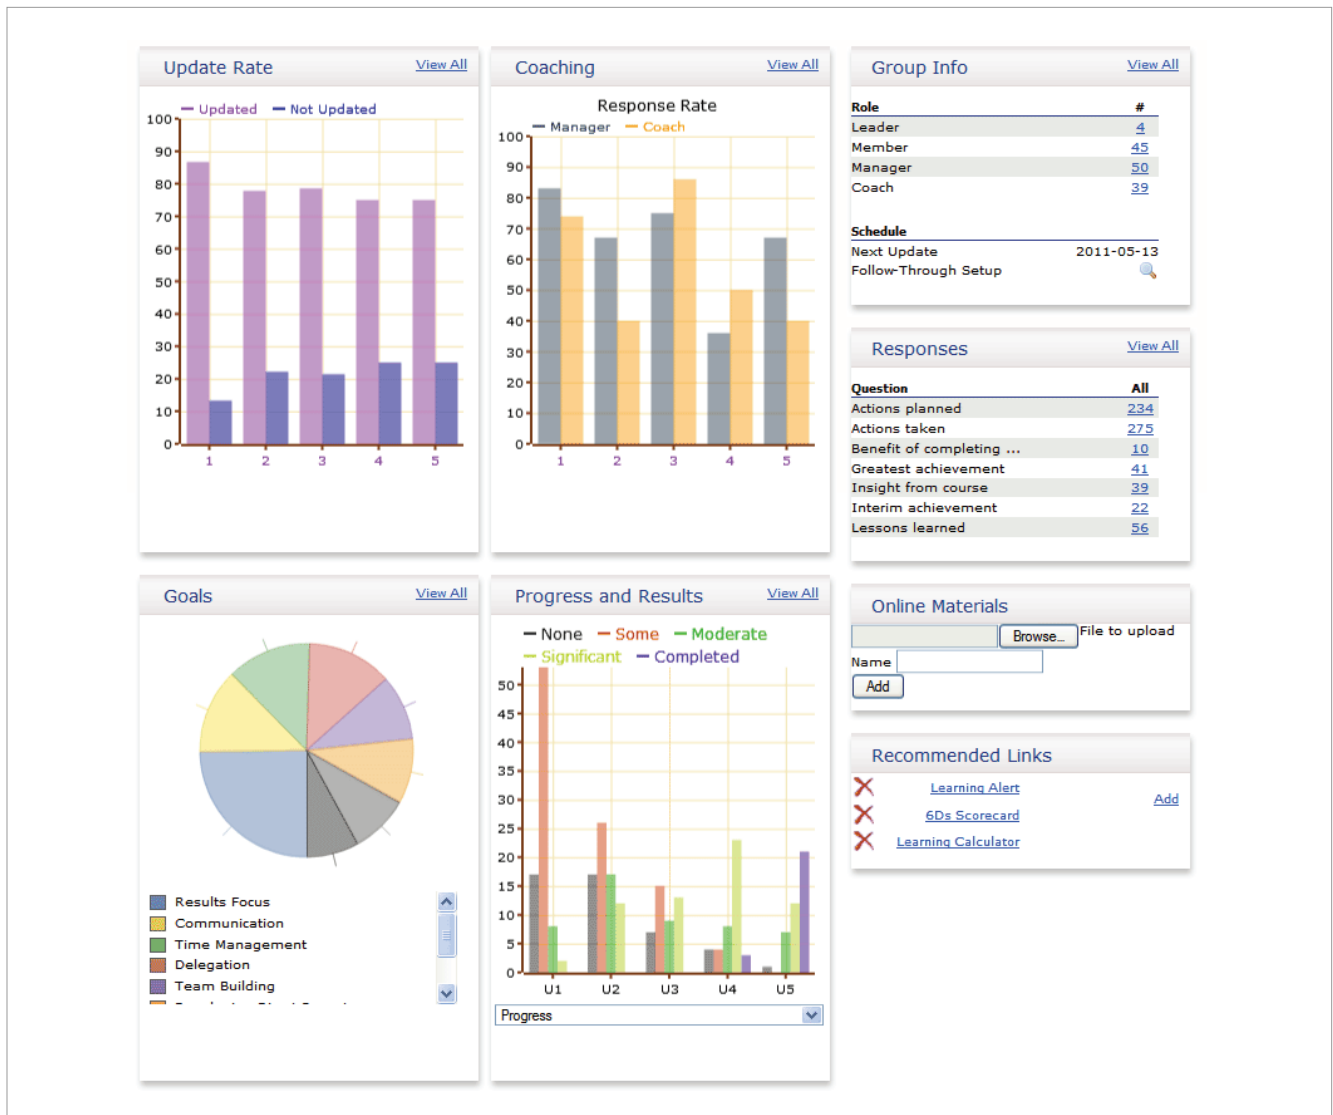 Update Rate View All
Updated Not Updated
100
90
80
70
60
50
40
30
20
10
0
1 2 3 4 5
Coaching View All
Response Rate
Manager Coach
100
90
80
70
60
50
40
30
20
10
0
1 2 3 4 5
Group Info View All
Role #
Leader 4
Member 45
Manager 50
Coach 39
Schedule
Next Update 2011-05-13
Follow-Through Setup
Responses View All
Question All
Actions planned 234
Actions taken 275
Benefit of completing ... 10
Greatest achievement 41
Insight from course 39
Interim achievement 22
Lessons learned 56
Goals View All
Results Focus
Communication
Time Management
Delegation
Team Building
Progress and Results View All
None Some Moderate
Significant Completed
50
45
40
35
30
25
20
15
10
5
0
U1 U2 U3 U4 U5
Progress
Online Materials
Browse... File to upload
Name
Add
Recommended Links
Learning Alert
Add
6Ds Scorecard
Learning Calculator